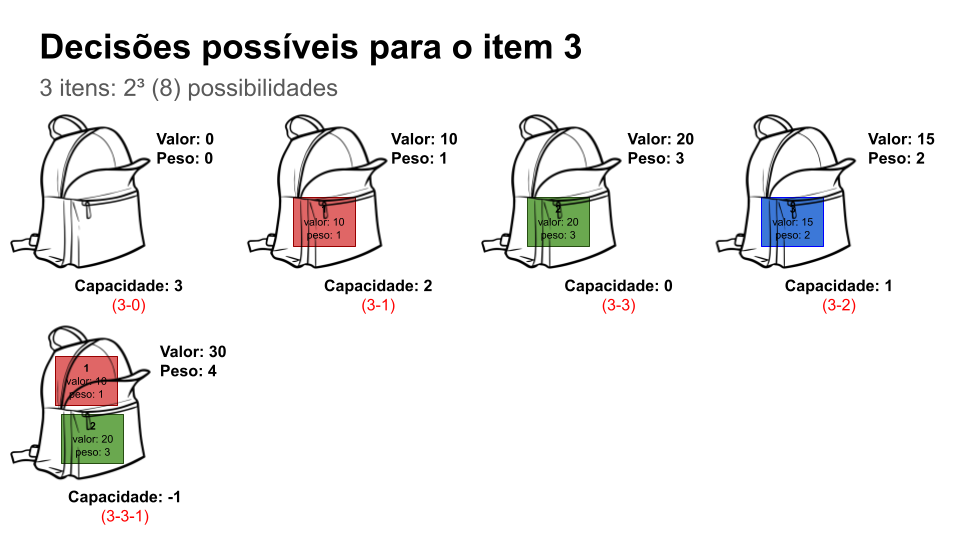 Decisões possíveis para o item 3
3 itens: 2³ (8) possibilidades
Valor: 0
Peso: 0
Capacidade: 3
(3-0)
Valor: 10
Peso: 1
1
valor: 10
peso: 1
Capacidade: 2
(3-1)
Valor: 20
Peso: 3
2
valor: 20
peso: 3
Capacidade: 0
(3-3)
Valor: 15
Peso: 2
3
valor: 15
peso: 2
Capacidade: 1
(3-2)
Valor: 30
Peso: 4
1
valor: 10
peso: 1
2
valor: 20
peso: 3
Capacidade: -1
(3-3-1)